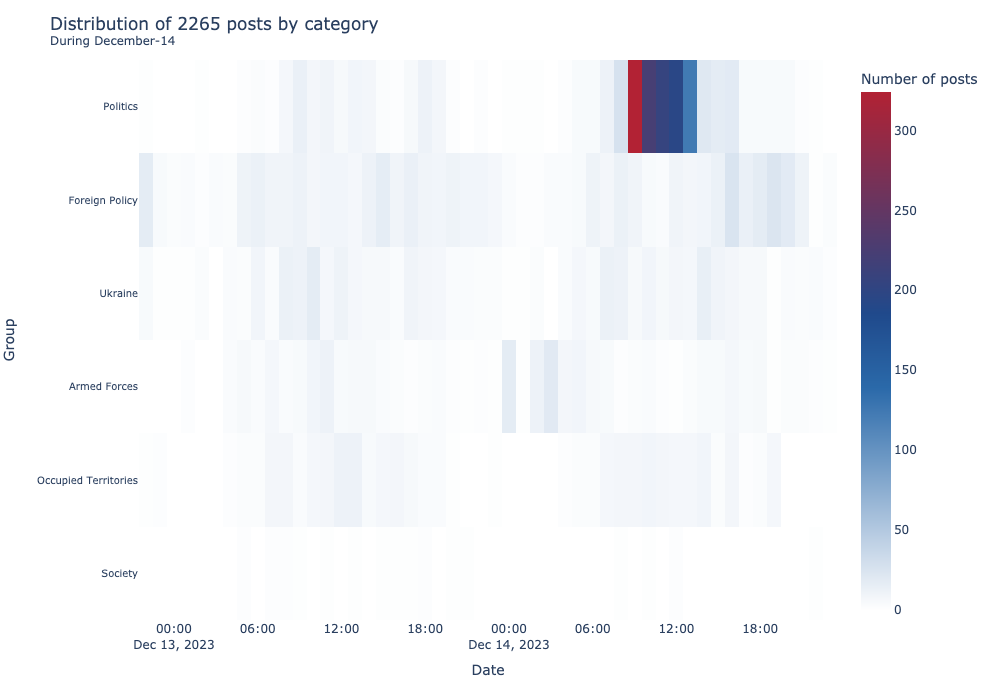 Distribution of 2265 posts by category
During December-14
Number of posts
Politics
Foreign Policy
Ukraine
Armed Forces
Occupied Territories
Society
Group
300
250
200
150
100
50
0
00:00 06:00 12:00 18:00 00:00 06:00 12:00 18:00
Dec 13, 2023 Dec 14, 2023
Date